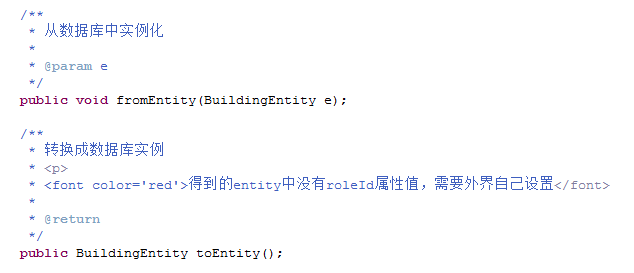 /**
 * 从数据库中实例化
 *
 * @param e
 */
public void fromEntity(BuildingEntity e);

/**
 * 转换成数据库实例
 * <p>
 * <font color='red'>得到的entity中没有roleId属性值，需要外界自己设置</font>
 *
 * @return
 */
public BuildingEntity toEntity();